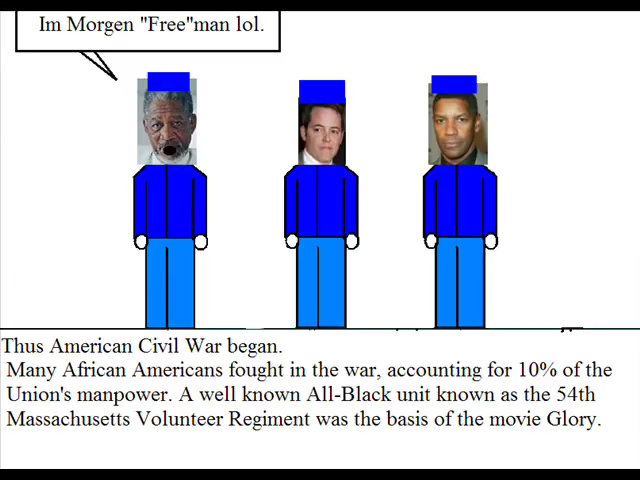 Im Morgen "Free"man lol.
Thus American Civil War began.
Many African Americans fought in the war, accounting for 10% of the
Union's manpower. A well known All-Black unit known as the 54th
Massachusetts Volunteer Regiment was the basis of the movie Glory.